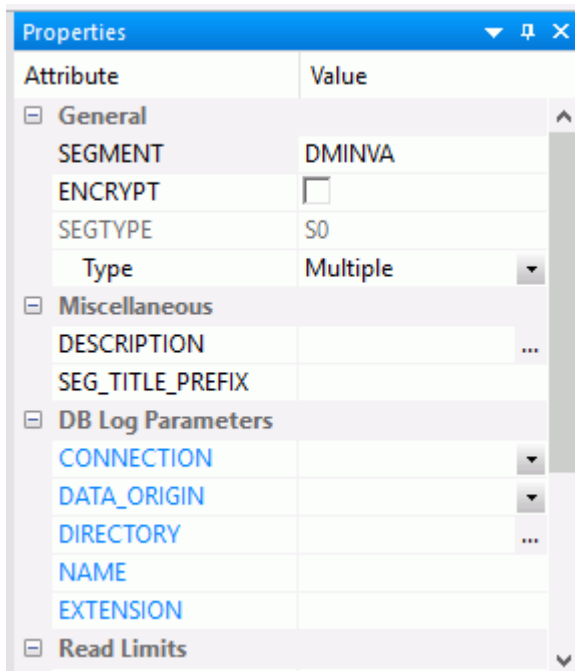 Properties
Attribute Value
General
SEGMENT DMINVA
ENCRYPT
SEGTYPE S0
Type Multiple
Miscellaneous
DESCRIPTION ...
SEG_TITLE_PREFIX
DB Log Parameters
CONNECTION
DATA_ORIGIN
DIRECTORY ...
NAME
EXTENSION
Read Limits